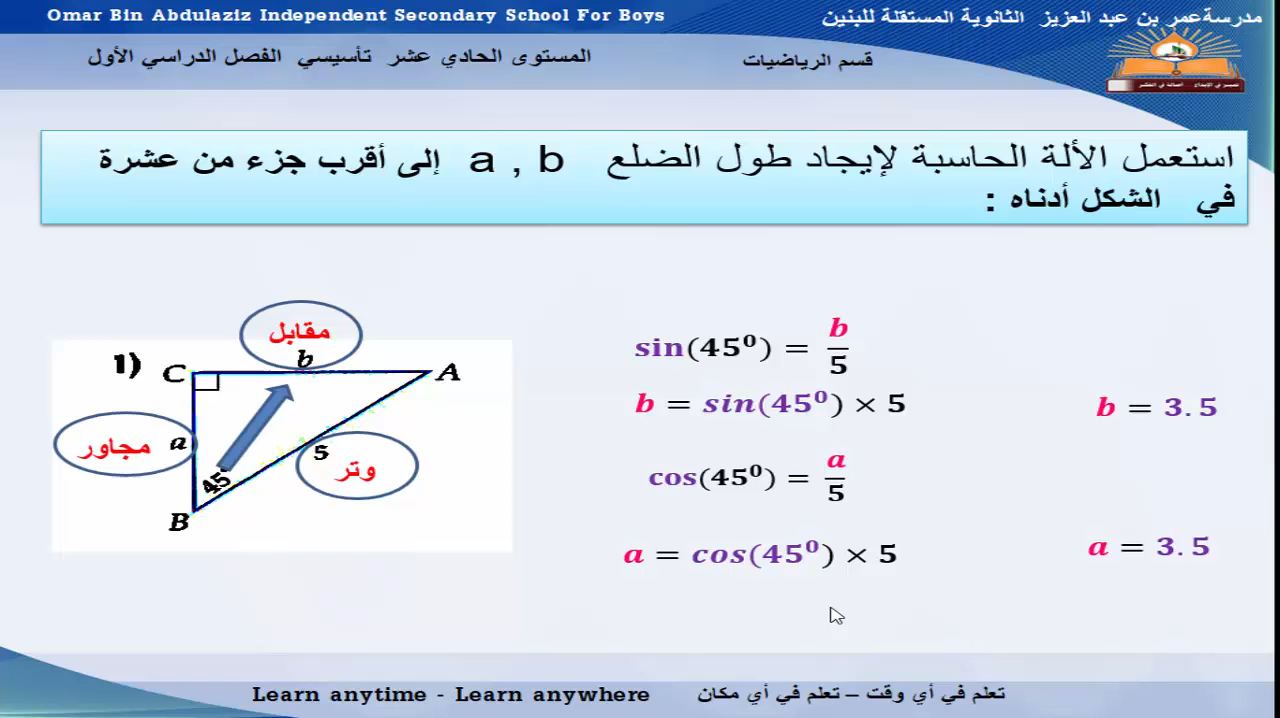 Omar Bin Abdulaziz Independent Secondary School For Boys
مدرسةعمر بن عبد العزيز الثانوية المستقلة للبنين
المستوى الحادي عشر تأسيسي الفصل الدراسي الأول
قسم الرياضيات
استعمل الألة الحاسبة لإيجاد طول الضلع a , b إلى أقرب جزء من عشرة
في الشكل أدناه :
1)
مقابل
b
C
A
مجاور
a
5
وتر
45°
B
sin(45⁰) = b/5
b = sin(45⁰) × 5
b = 3.5
cos(45⁰) = a/5
a = cos(45⁰) × 5
a = 3.5
Learn anytime - Learn anywhere
تعلم في أي وقت – تعلم في أي مكان